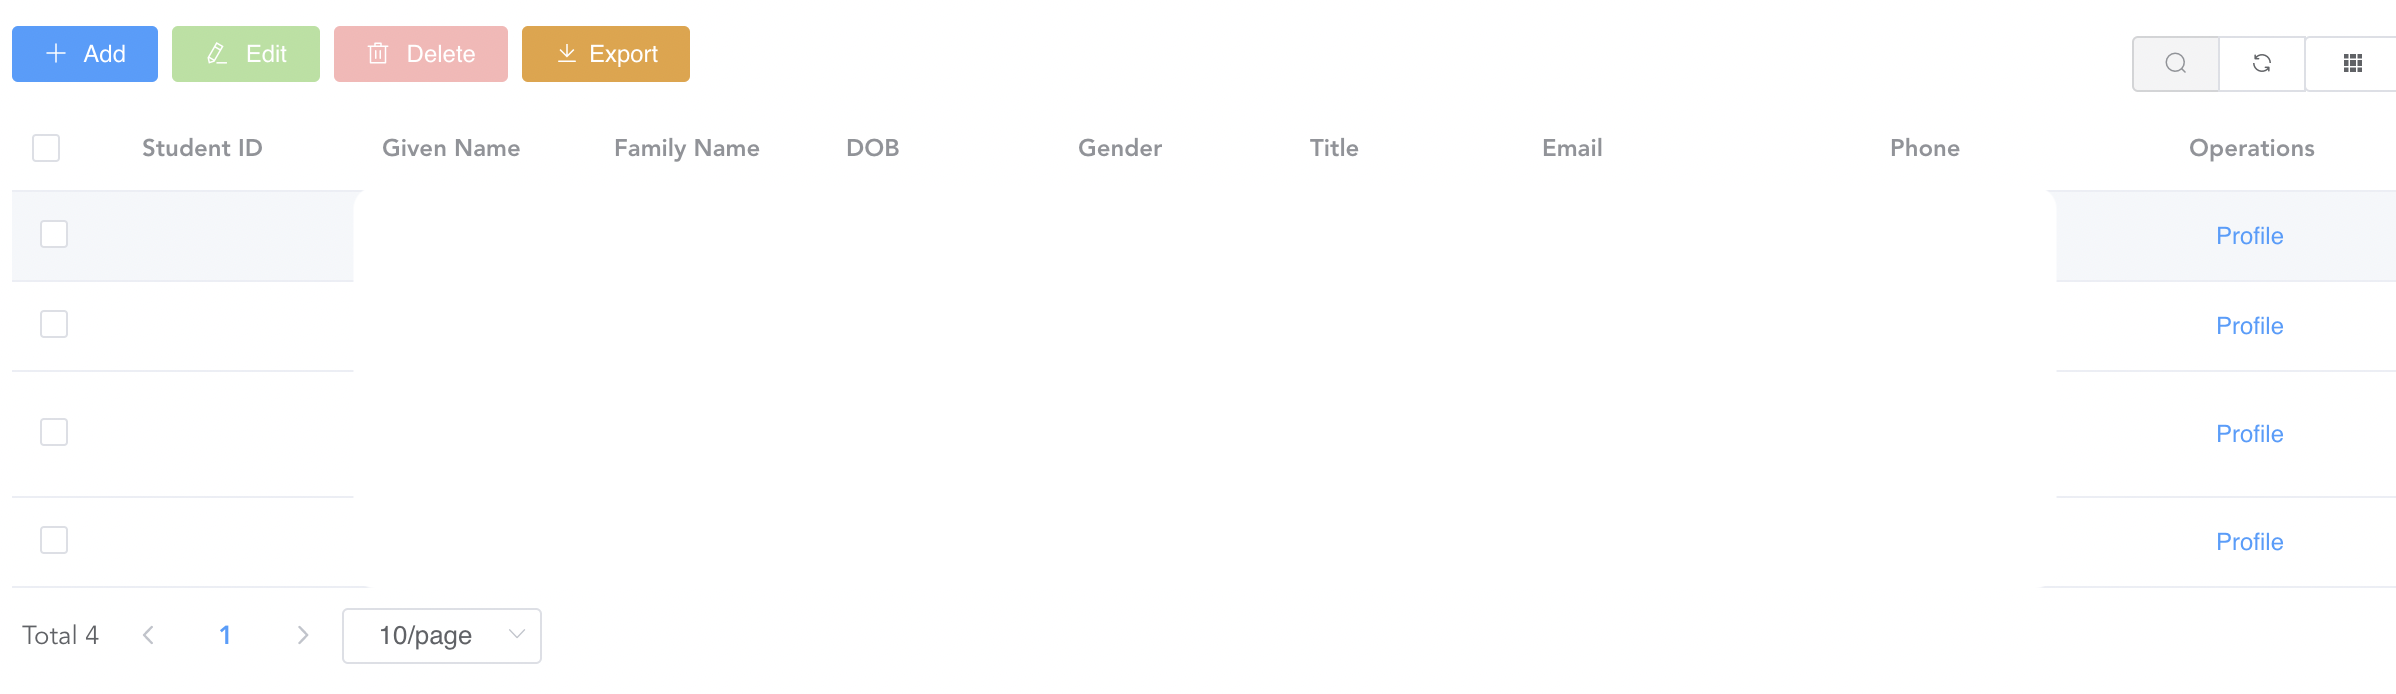 Add Edit Delete Export
Student ID Given Name Family Name DOB Gender Title Email Phone Operations
Profile
Profile
Profile
Profile
Total 4 1 10/page